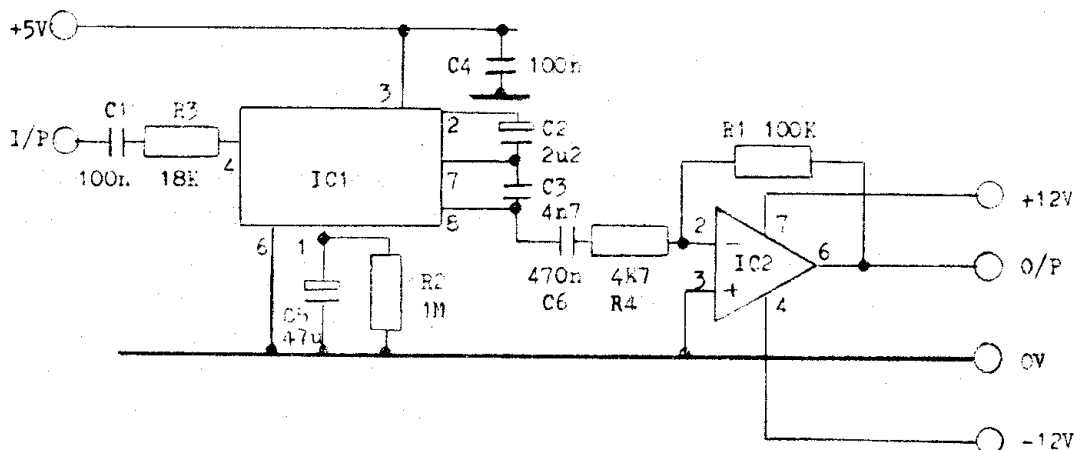 +5V
C4 100n
3
C1 R3
I/P
100n 18K
4
IC1
2
7
8
6
1
C2
2u2
C3
4n7
R1 100K
+12V
2 7
IC2
6
O/P
3
4
470n 4K7
C6 R4
R2
1M
C5
47u
0V
-12V